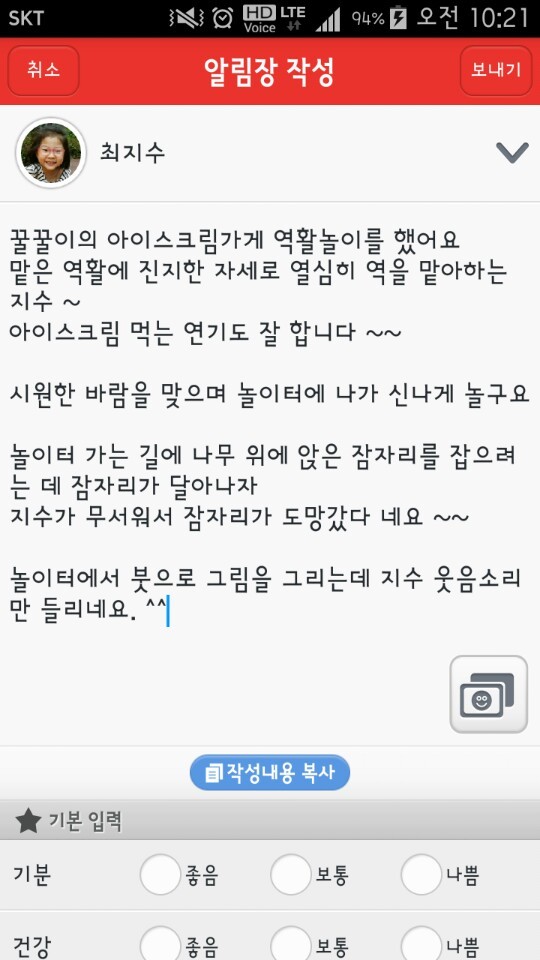 SKT HD Voice LTE 94% 오전 10:21
취소 알림장 작성 보내기
최지수
꿀꿀이의 아이스크림가게 역활놀이를 했어요
맡은 역활에 진지한 자세로 열심히 역을 맡아하는
지수 ~
아이스크림 먹는 연기도 잘 합니다 ~~
시원한 바람을 맞으며 놀이터에 나가 신나게 놀구요
놀이터 가는 길에 나무 위에 앉은 잠자리를 잡으려
는 데 잠자리가 달아나자
지수가 무서워서 잠자리가 도망갔다 네요 ~~
놀이터에서 붓으로 그림을 그리는데 지수 웃음소리
만 들리네요. ^^
작성내용 복사
기본 입력
기분 좋음 보통 나쁨
건강 좋음 보통 나쁨